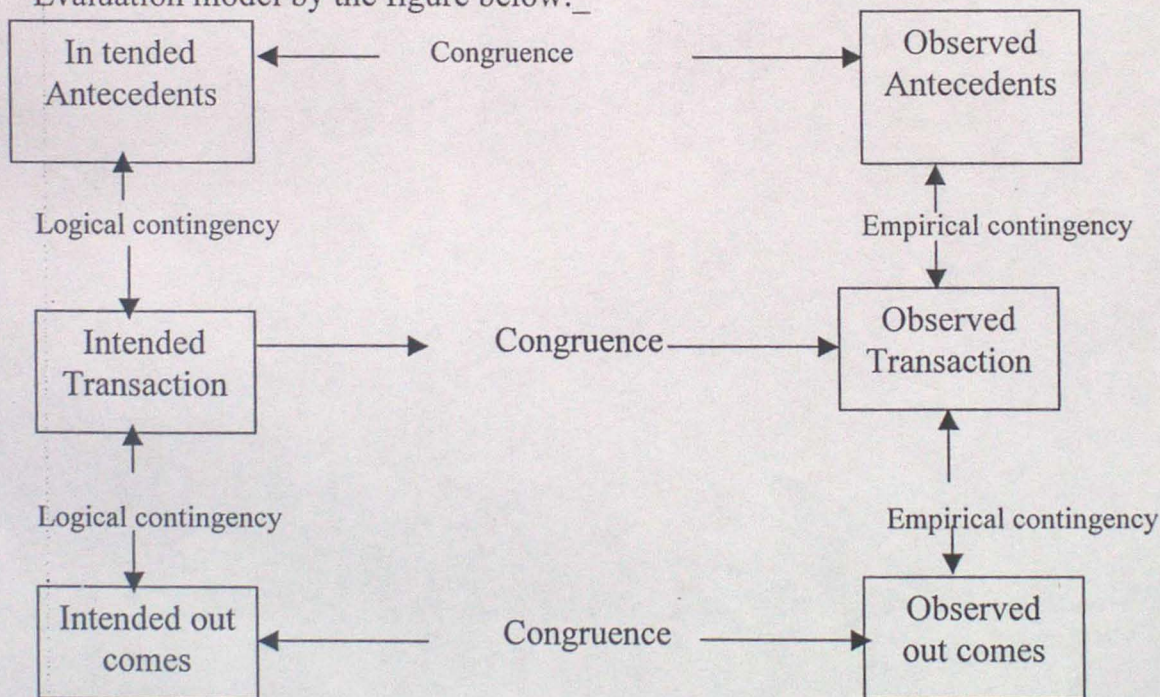 Evaluation model by the figure below:_
In tended
Antecedents
Congruence
Observed
Antecedents
Logical contingency
Empirical contingency
Intended
Transaction
Congruence
Observed
Transaction
Logical contingency
Empirical contingency
Intended out
comes
Congruence
Observed
out comes